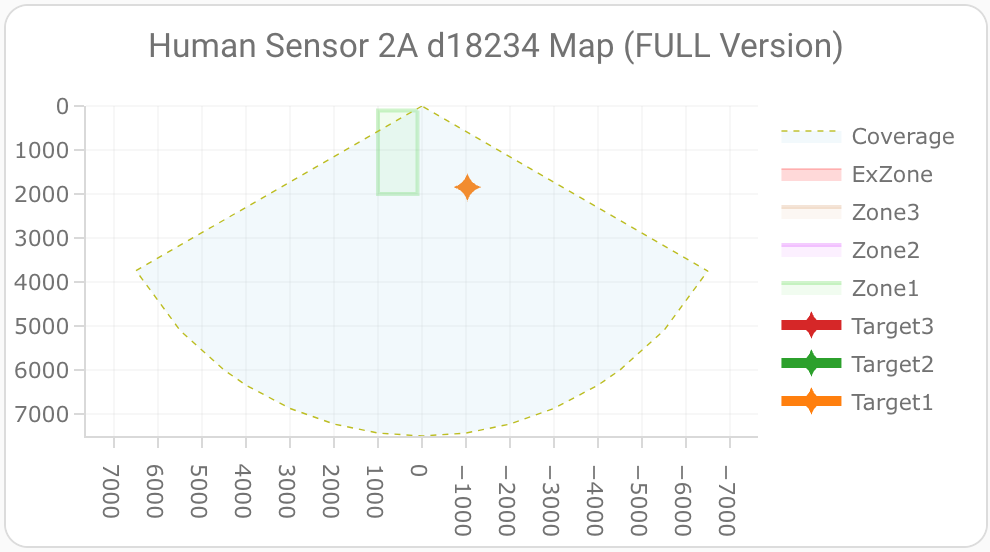 Human Sensor 2A d18234 Map (FULL Version)
0
1000
2000
3000
4000
5000
6000
7000
7000
6000
5000
4000
3000
2000
1000
0
−1000
−2000
−3000
−4000
−5000
−6000
−7000
Coverage
ExZone
Zone3
Zone2
Zone1
Target3
Target2
Target1